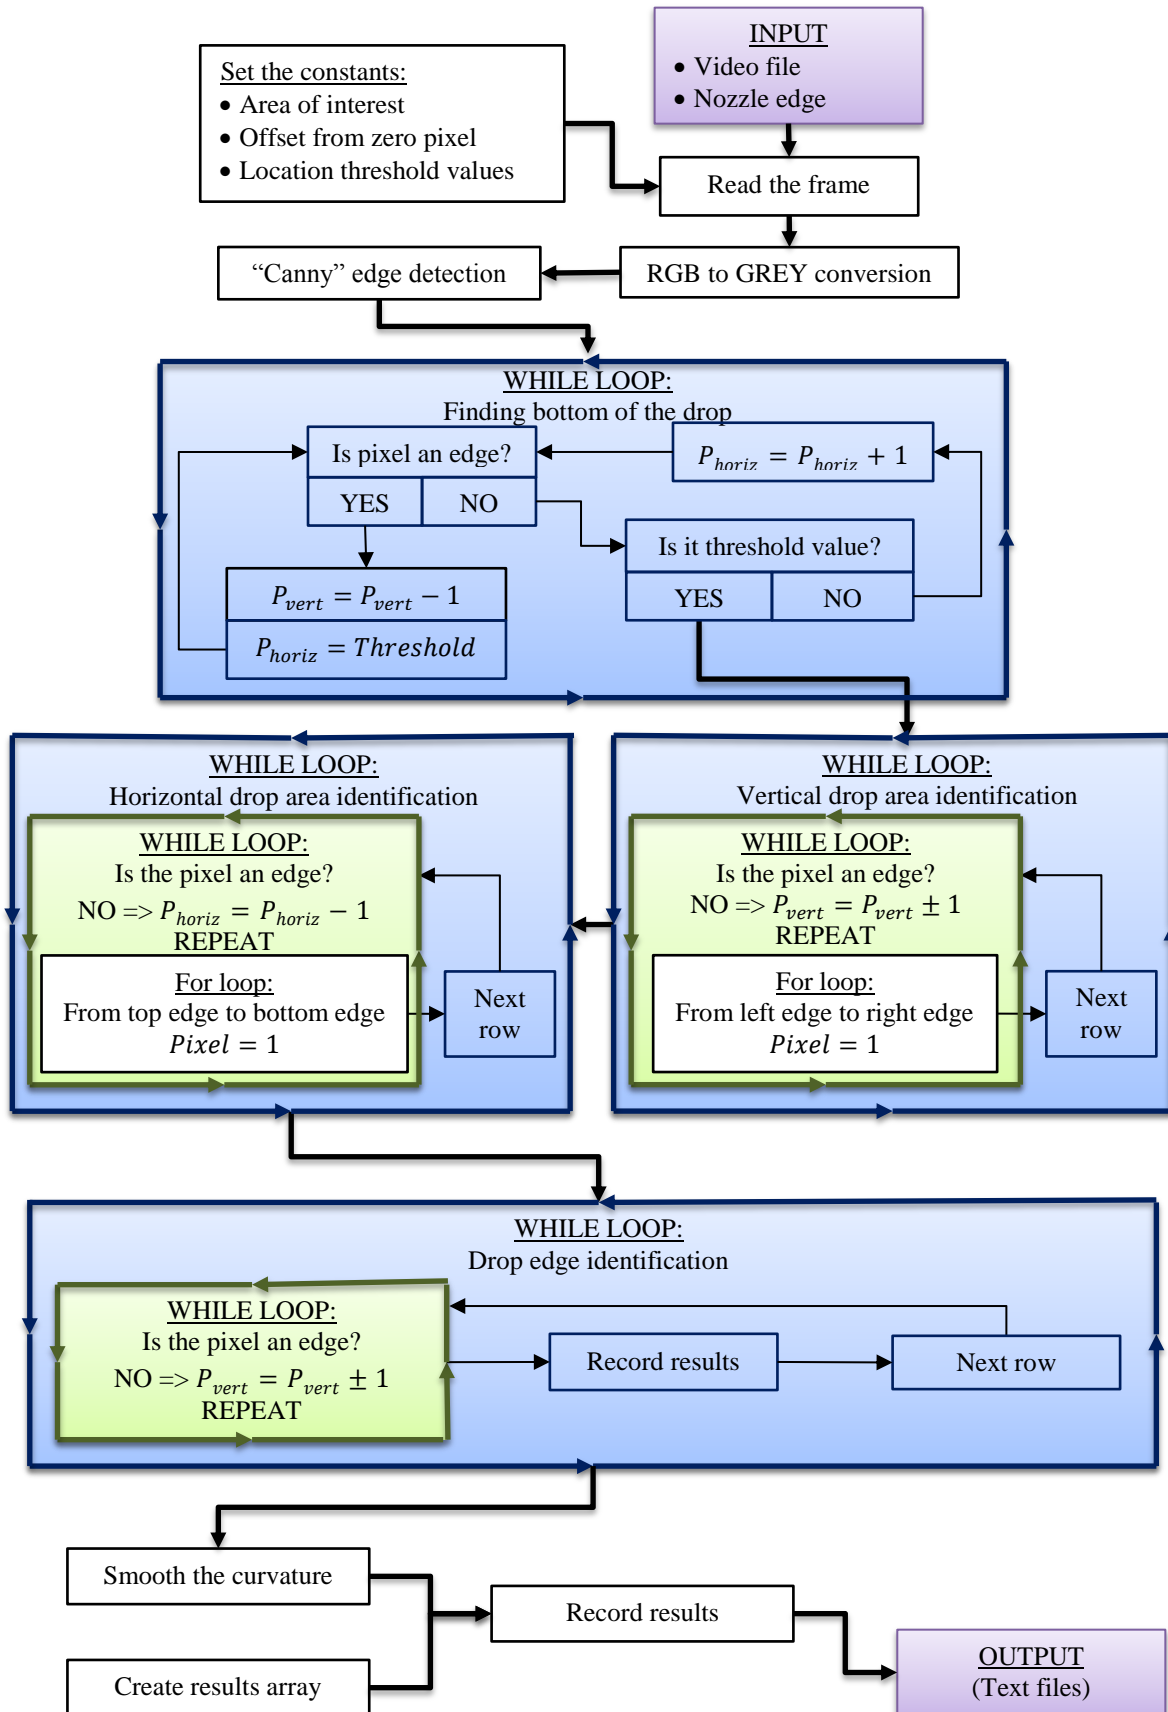 INPUT
• Video file
• Nozzle edge
Set the constants:
• Area of interest
• Offset from zero pixel
• Location threshold values
Read the frame
“Canny” edge detection
RGB to GREY conversion
WHILE LOOP:
Finding bottom of the drop
Is pixel an edge?
YES
NO
P_horiz = P_horiz + 1
Is it threshold value?
YES
NO
P_vert = P_vert − 1
P_horiz = Threshold
WHILE LOOP:
Horizontal drop area identification
WHILE LOOP:
Is the pixel an edge?
NO => P_horiz = P_horiz − 1
REPEAT
For loop:
From top edge to bottom edge
Pixel = 1
Next
row
WHILE LOOP:
Vertical drop area identification
WHILE LOOP:
Is the pixel an edge?
NO => P_vert = P_vert ± 1
REPEAT
For loop:
From left edge to right edge
Pixel = 1
Next
row
WHILE LOOP:
Drop edge identification
WHILE LOOP:
Is the pixel an edge?
NO => P_vert = P_vert ± 1
REPEAT
Record results
Next row
Smooth the curvature
Record results
Create results array
OUTPUT
(Text files)